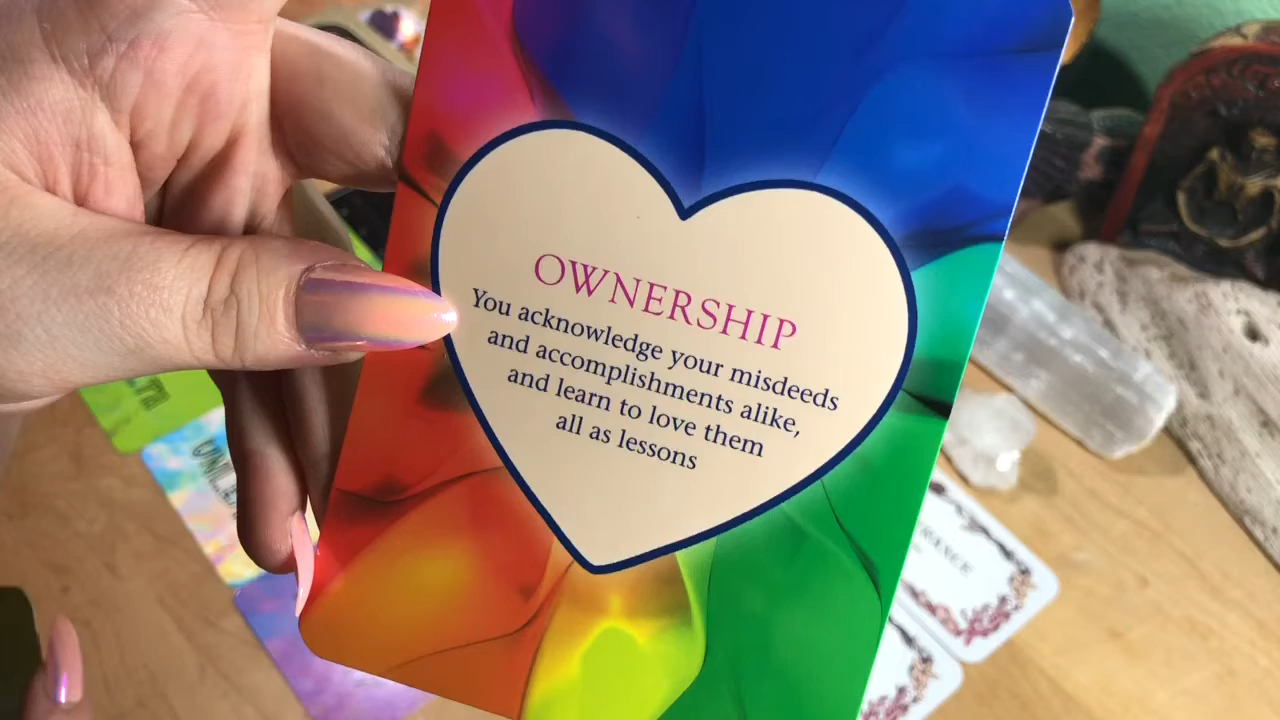 OWNERSHIP
You acknowledge your misdeeds
and accomplishments alike,
and learn to love them
all as lessons